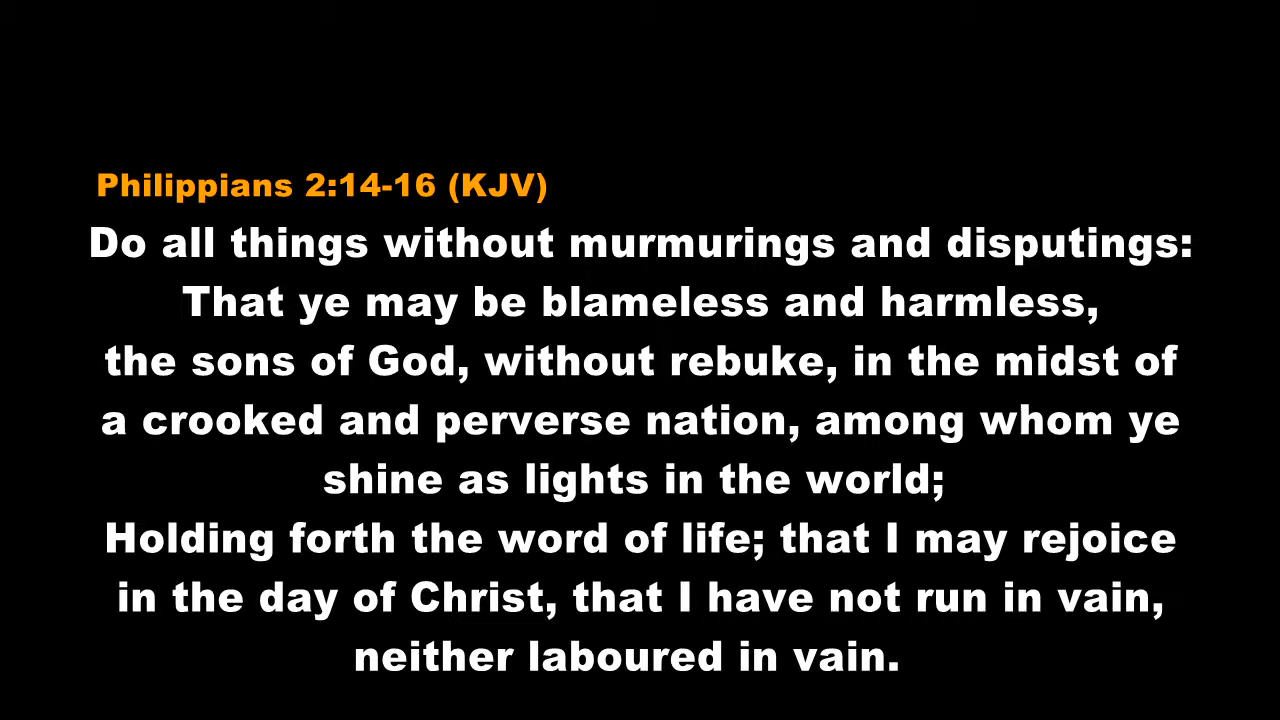 Philippians 2:14-16 (KJV)
Do all things without murmurings and disputings:
That ye may be blameless and harmless,
the sons of God, without rebuke, in the midst of
a crooked and perverse nation, among whom ye
shine as lights in the world;
Holding forth the word of life; that I may rejoice
in the day of Christ, that I have not run in vain,
neither laboured in vain.